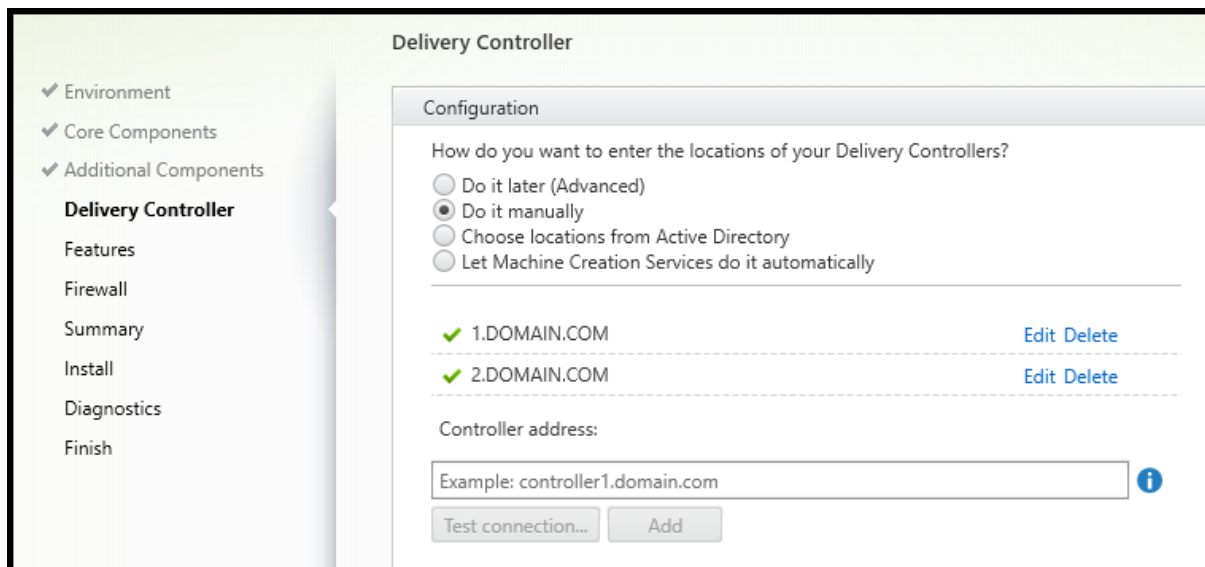 Delivery Controller
Environment
Core Components
Additional Components
Delivery Controller
Features
Firewall
Summary
Install
Diagnostics
Finish
Configuration
How do you want to enter the locations of your Delivery Controllers?
Do it later (Advanced)
Do it manually
Choose locations from Active Directory
Let Machine Creation Services do it automatically
1.DOMAIN.COM Edit Delete
2.DOMAIN.COM Edit Delete
Controller address:
Example: controller1.domain.com
Test connection... Add